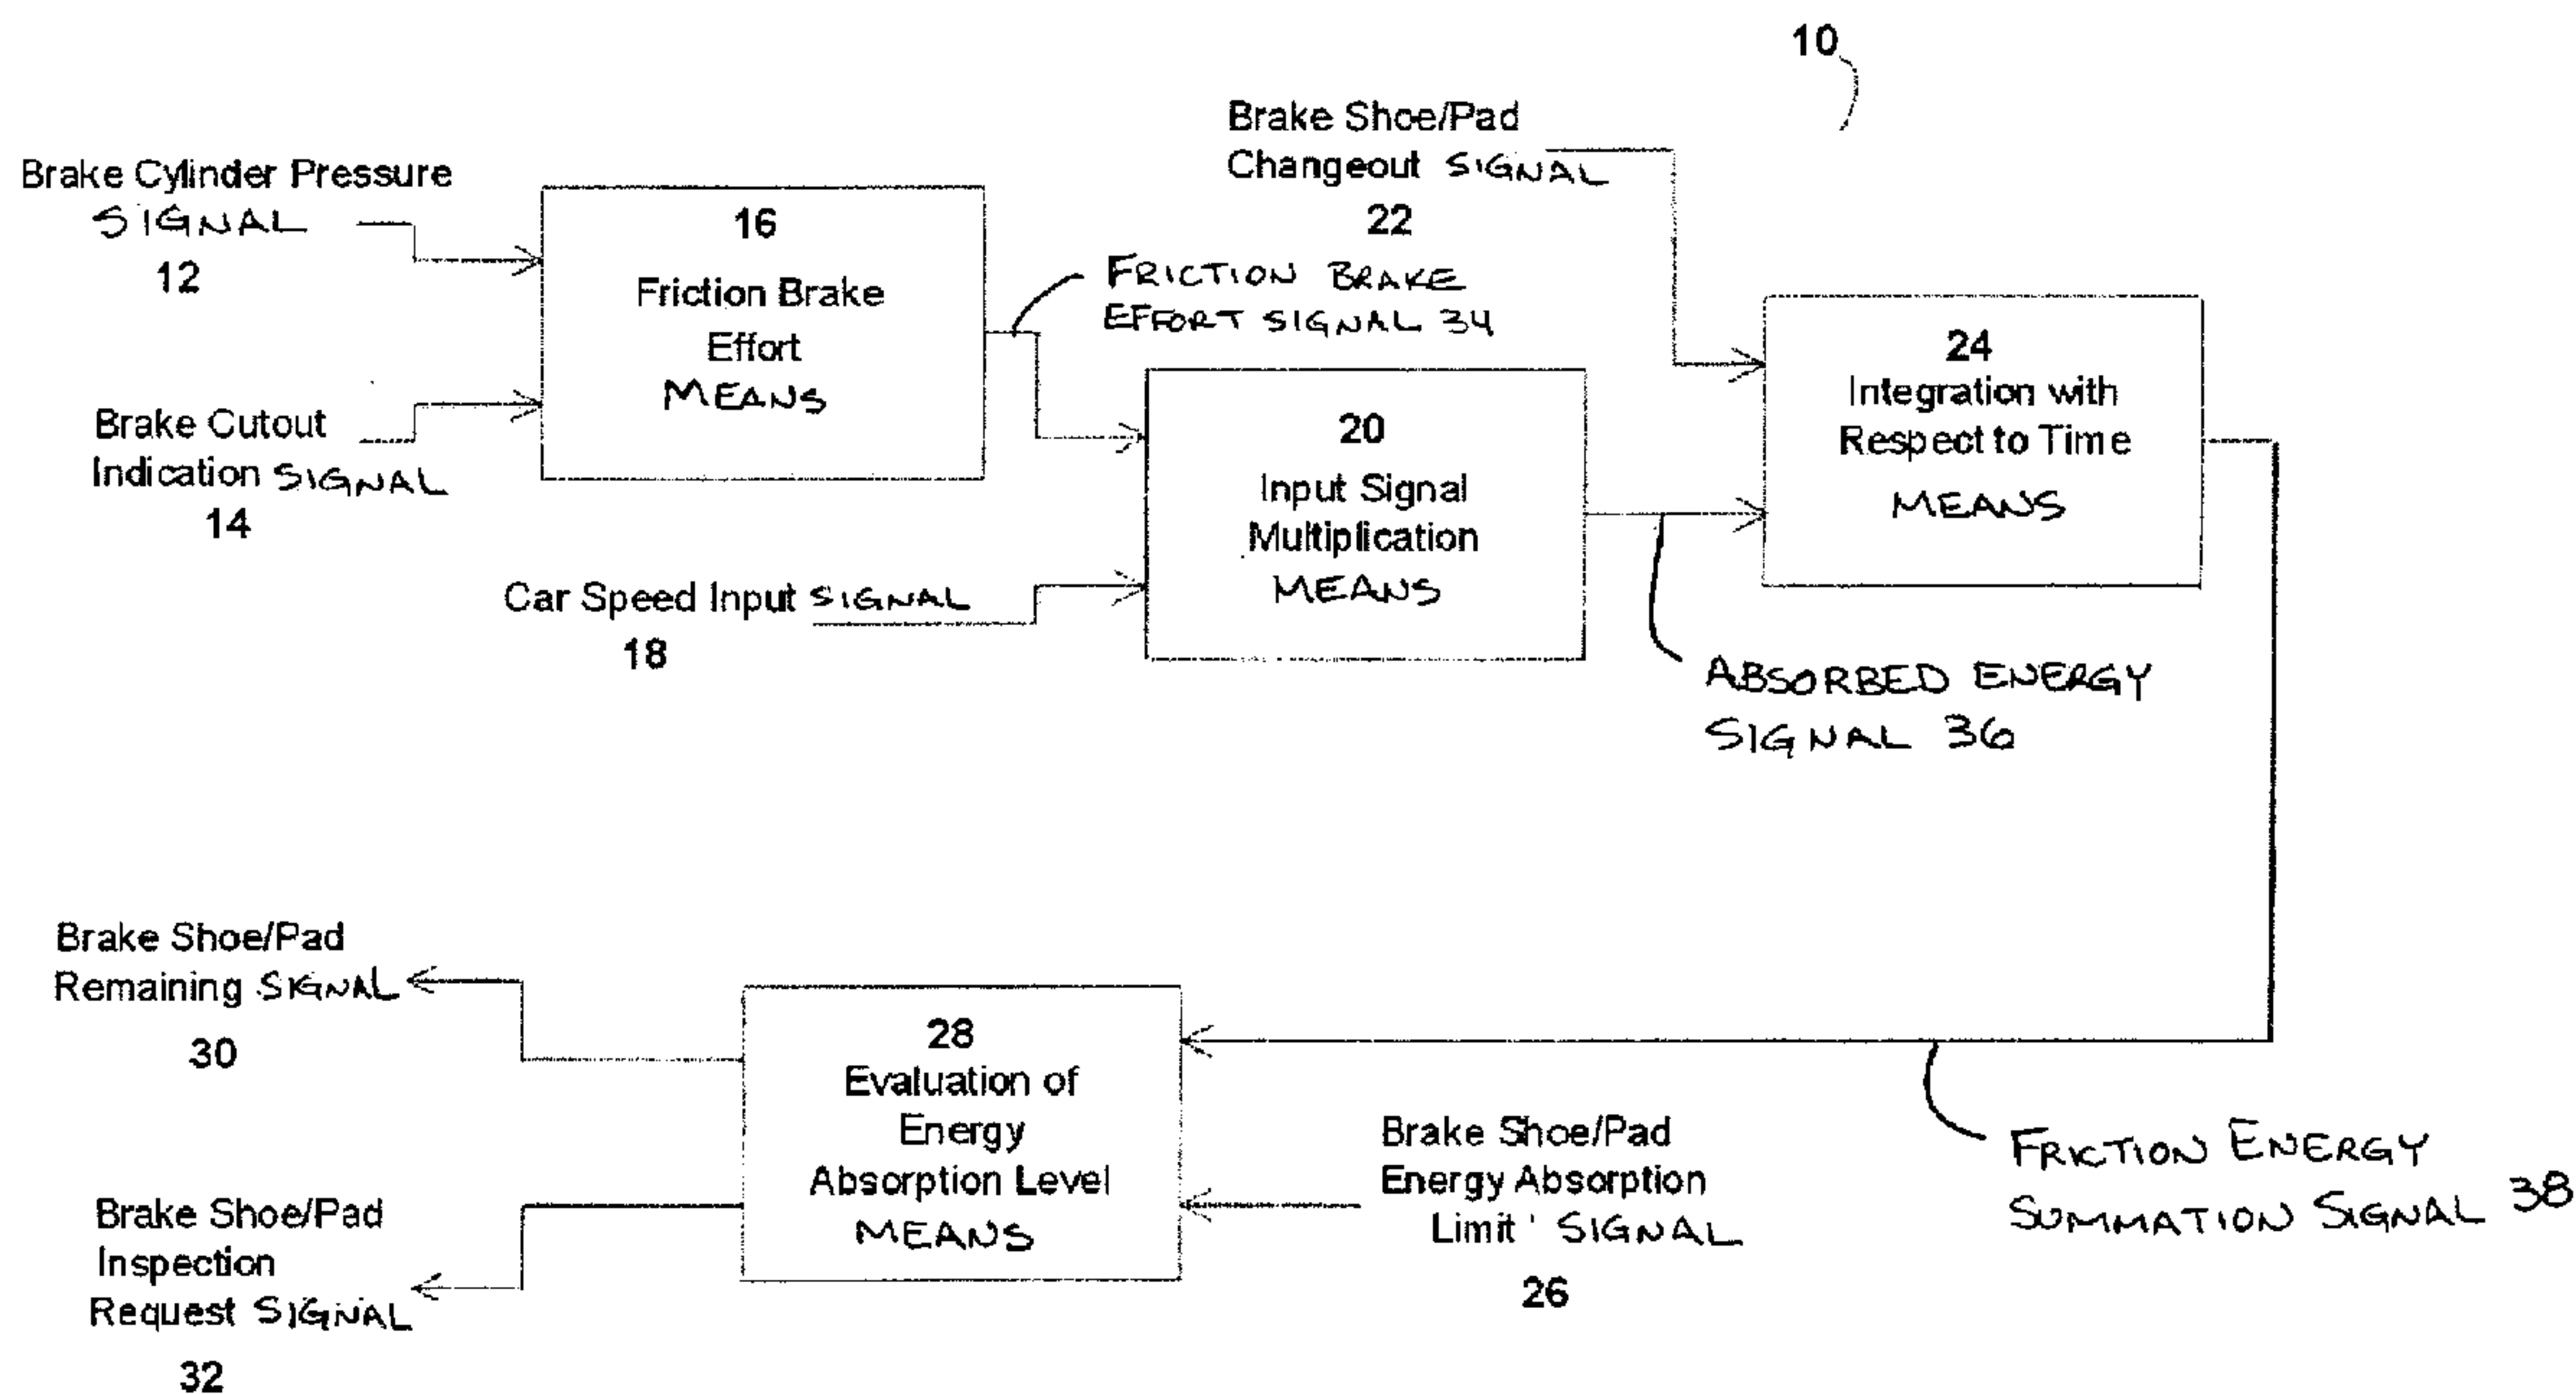 10
Brake Cylinder Pressure
SIGNAL
12
Brake Cutout
Indication SIGNAL
14
16
Friction Brake
Effort
MEANS
FRICTION BRAKE
EFFORT SIGNAL 34
Car Speed Input SIGNAL
18
20
Input Signal
Multiplication
MEANS
Brake Shoe/Pad
Changeout SIGNAL
22
24
Integration with
Respect to Time
MEANS
ABSORBED ENERGY
SIGNAL 36
FRICTION ENERGY
SUMMATION SIGNAL 38
Brake Shoe/Pad
Energy Absorption
Limit SIGNAL
26
28
Evaluation of
Energy
Absorption Level
MEANS
Brake Shoe/Pad
Remaining SIGNAL
30
Brake Shoe/Pad
Inspection
Request SIGNAL
32